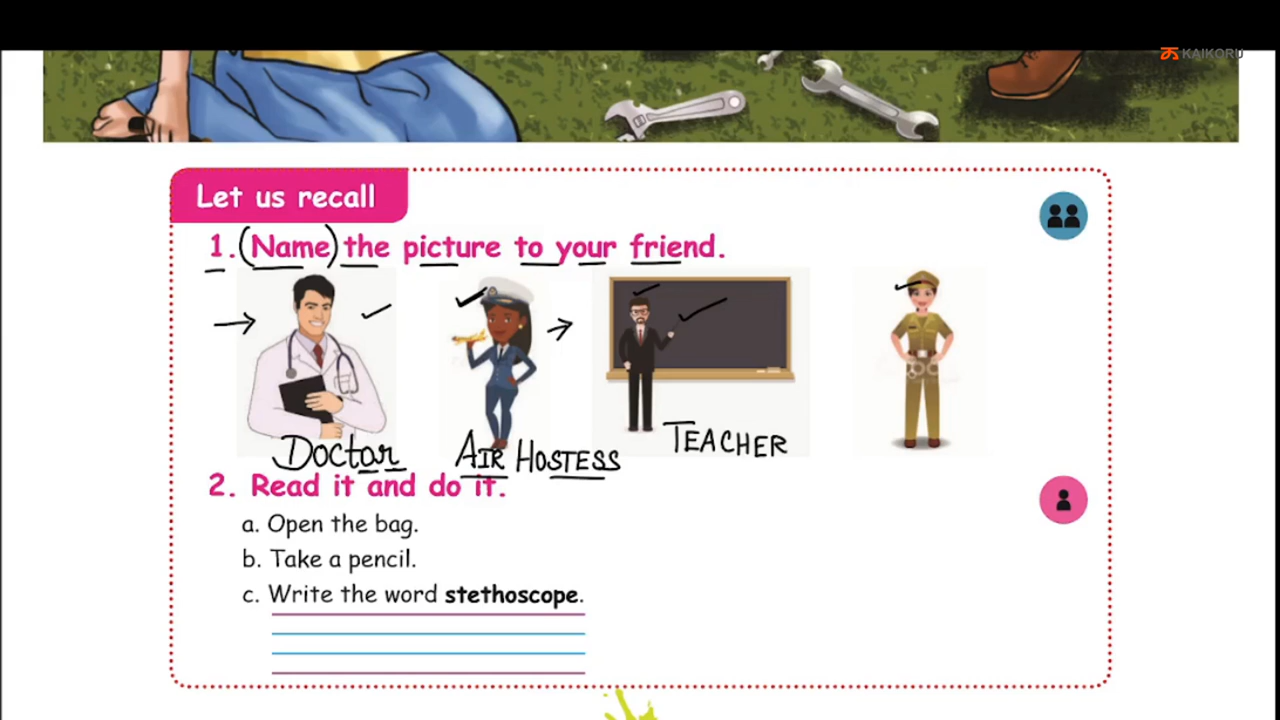 KAIKORU
Let us recall
1. (Name) the picture to your friend.
Doctor
AIR HOSTESS
TEACHER
2. Read it and do it.
a. Open the bag.
b. Take a pencil.
c. Write the word stethoscope.